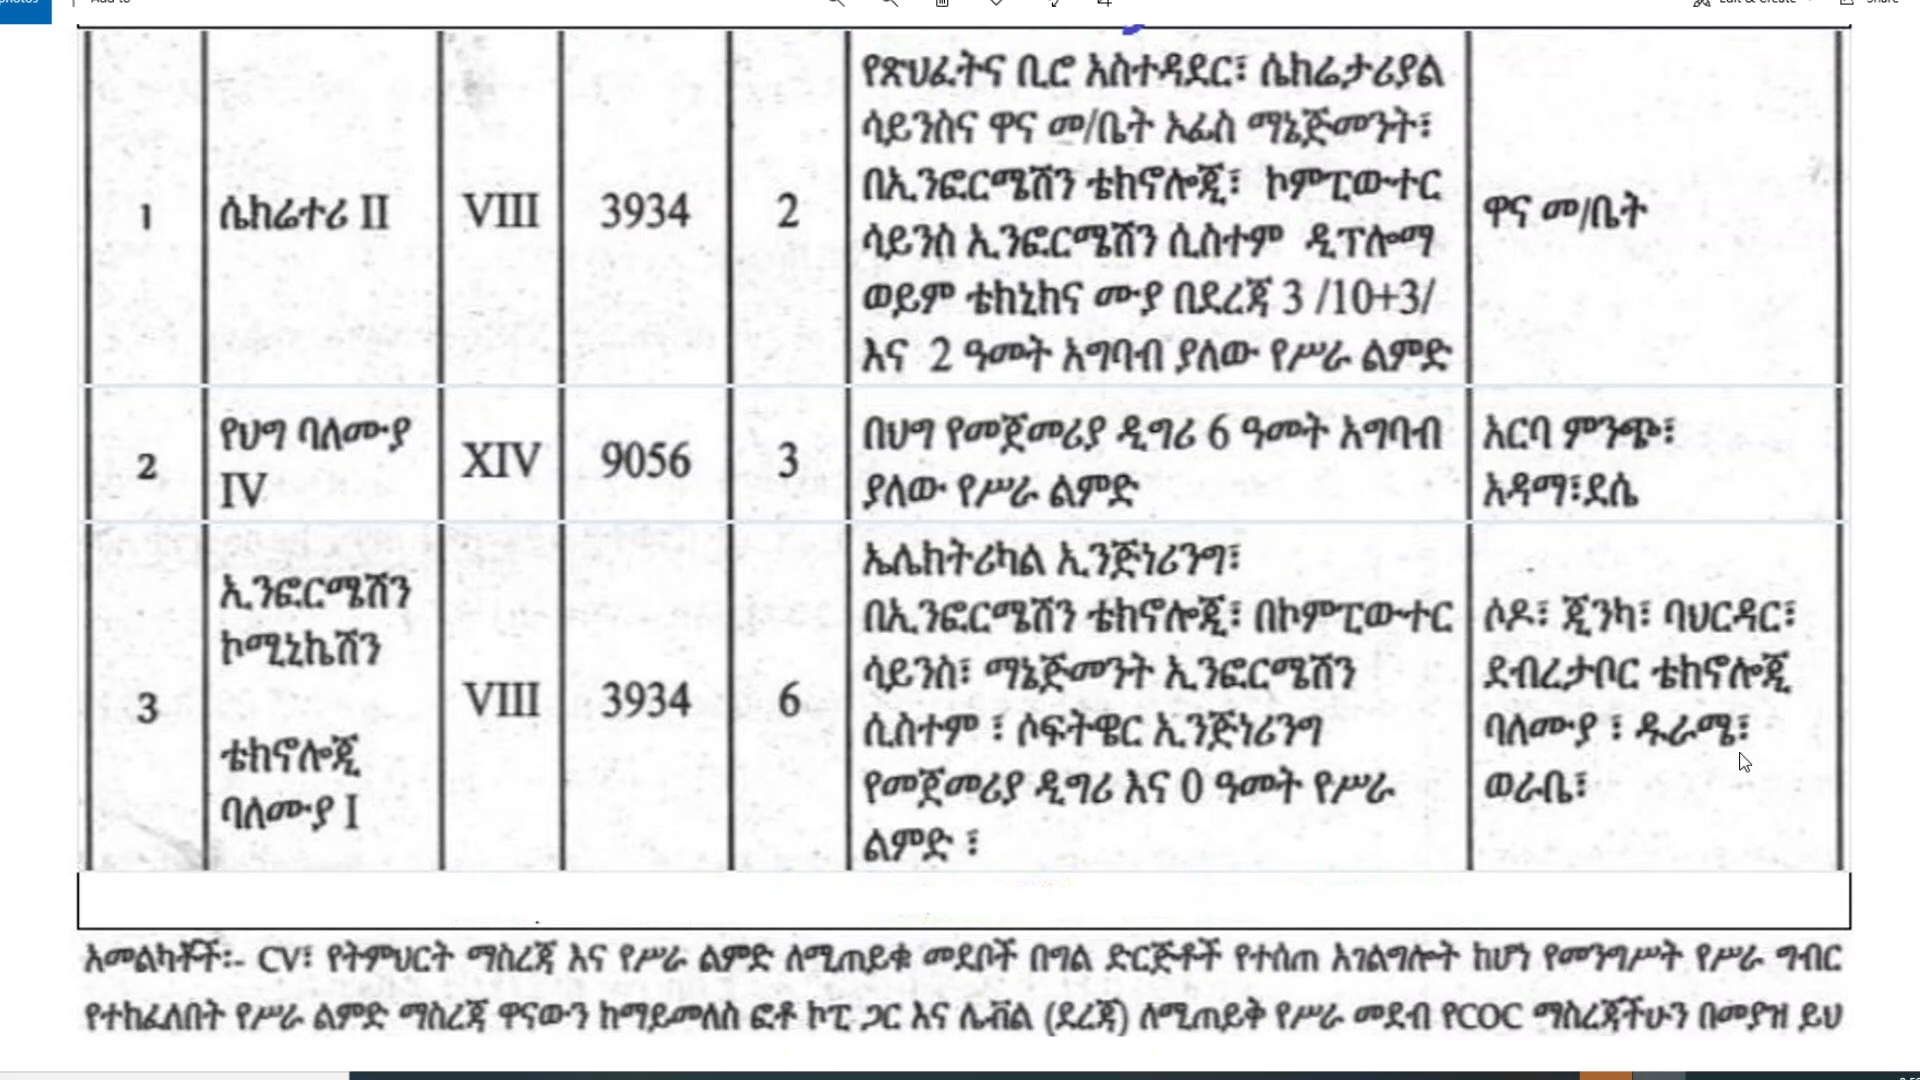 የጽህፈትና ቢሮ አስተዳደር፣ ሴክሬታሪያል
ሳይንስና ዋና መ/ቤት ኦፊስ ማኔጅመንት፣
በኢንፎርሜሽን ቴክኖሎጂ፣ ኮምፒውተር
1 ሴክሬተሪ II VIII 3934 2 ዋና መ/ቤት
ሳይንስ ኢንፎርሜሽን ሲስተም ዲፕሎማ
ወይም ቴክኒክና ሙያ በደረጃ 3 /10+3/
እና 2 ዓመት አግባብ ያለው የሥራ ልምድ
2
የህግ ባለሙያ
IV
XIV 9056 3
በህግ የመጀመሪያ ዲግሪ 6 ዓመት አግባብ
ያለው የሥራ ልምድ
አርባ ምንጭ፣
አዳማ፣ደሴ
3
ኢንፎርሜሽን
ኮሚኒኬሽን
ቴክኖሎጂ
ባለሙያ I
VIII 3934 6
ኤሌክትሪካል ኢንጅነሪንግ፣
በኢንፎርሜሽን ቴክኖሎጂ፣ በኮምፒውተር
ሳይንስ፣ ማኔጅመንት ኢንፎርሜሽን
ሲስተም ፣ ሶፍትዌር ኢንጅነሪንግ
የመጀመሪያ ዲግሪ እና 0 ዓመት የሥራ
ልምድ ፣
ሶዶ፣ ጂንካ፣ ባህርዳር፣
ደብረታቦር ቴክኖሎጂ
ባለሙያ ፣ ዱራሜ፣
ወራቤ፣
አመልካቾች፡- CV፣ የትምህርት ማስረጃ እና የሥራ ልምድ ለሚጠይቁ መደቦች በግል ድርጅቶች የተሰጠ አገልግሎት ከሆነ የመንግሥት የሥራ ግብር
የተከፈለበት የሥራ ልምድ ማስረጃ ዋናውን ከማይመለስ ፎቶ ኮፒ ጋር እና ሌቭል (ደረጃ) ለሚጠይቅ የሥራ መደብ የCOC ማስረጃችሁን በመያዝ ይህ